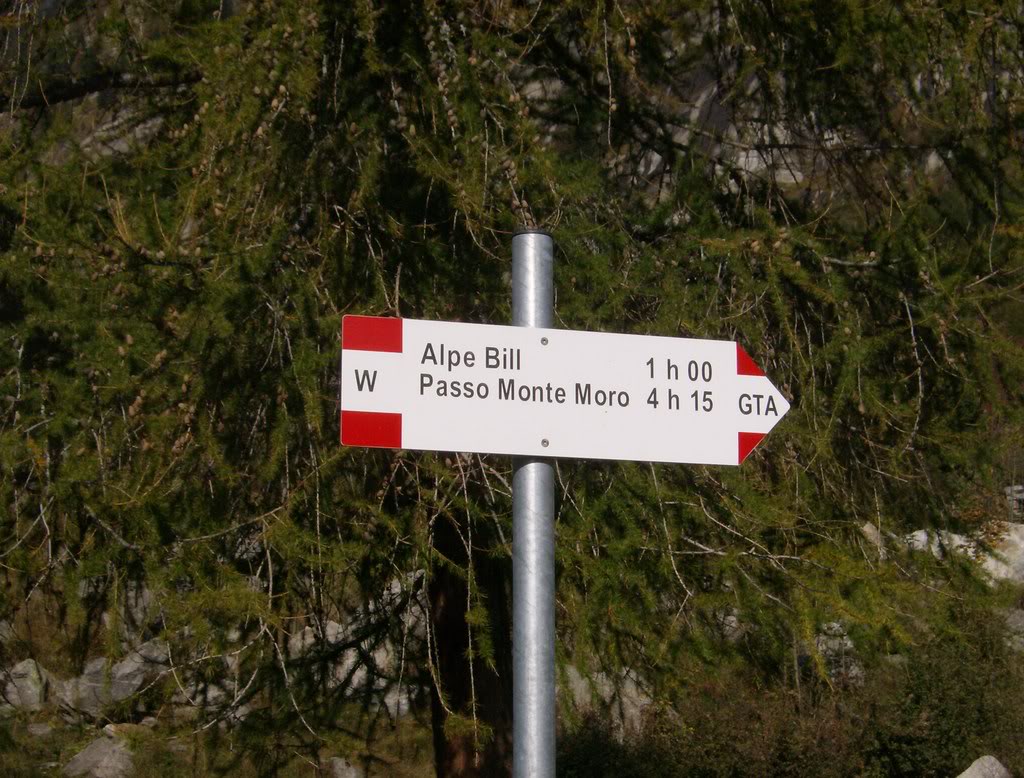 W
Alpe Bill 1 h 00
Passo Monte Moro 4 h 15
GTA